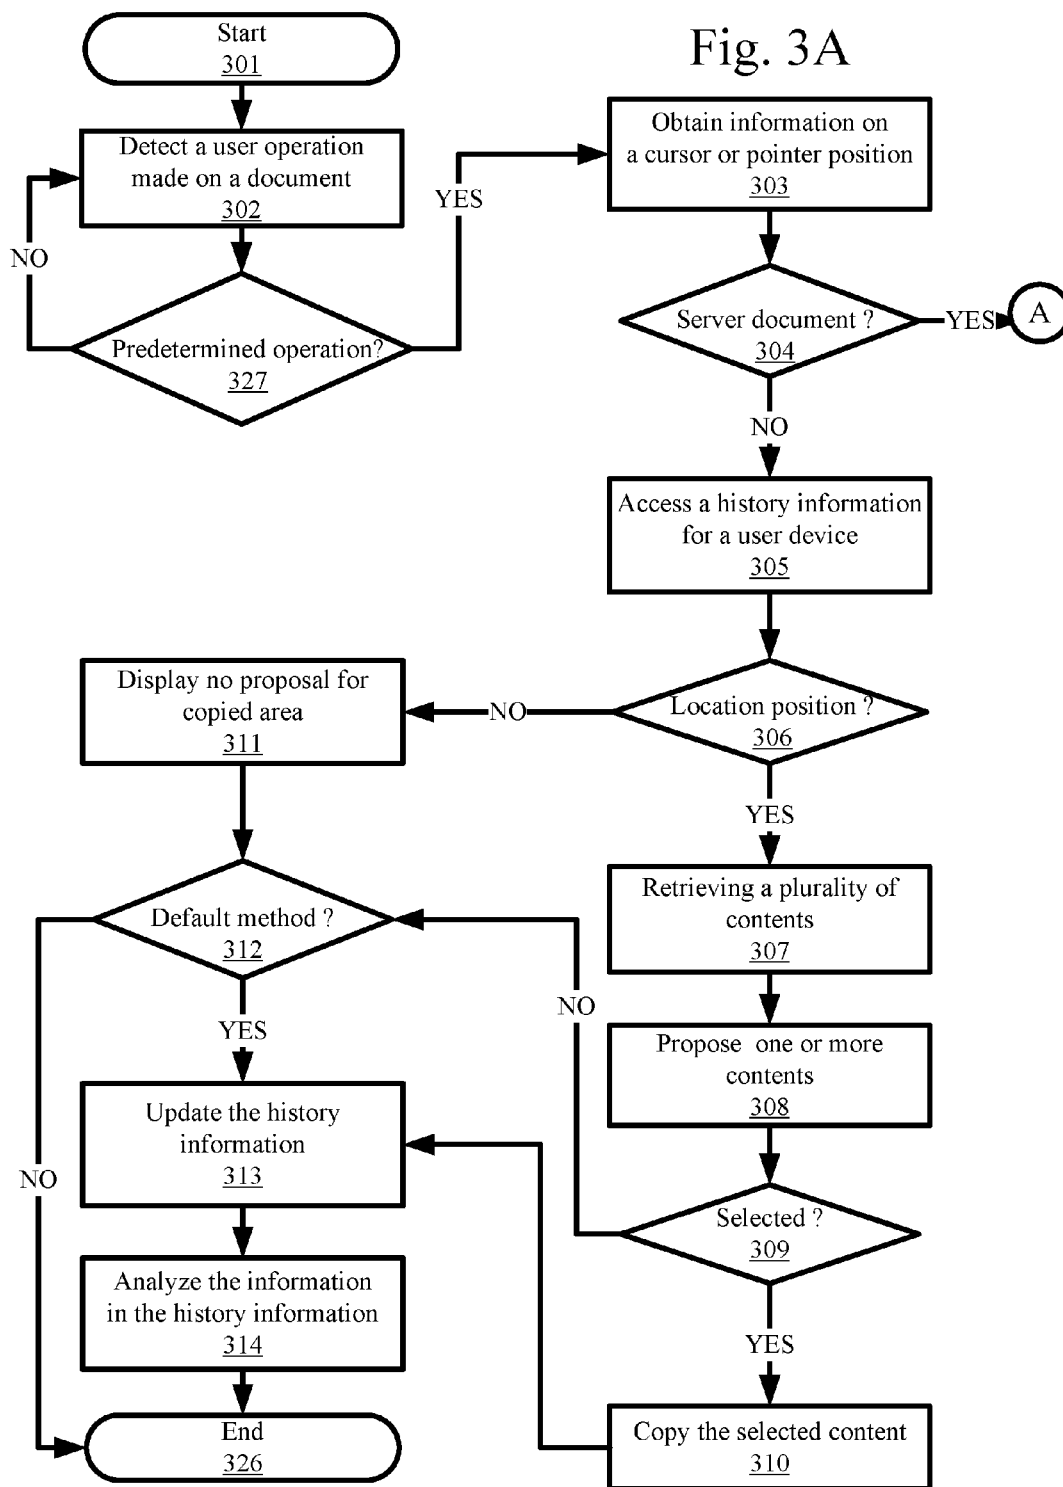 Fig. 3A
Start
301
Detect a user operation
made on a document
302
NO
Predetermined operation?
327
YES
Obtain information on
a cursor or pointer position
303
Server document ?
304
YES
A
NO
Access a history information
for a user device
305
Location position ?
306
NO
Display no proposal for
copied area
311
YES
Retrieving a plurality of
contents
307
Propose one or more
contents
308
Selected ?
309
NO
Default method ?
312
YES
NO
Update the history
information
313
Analyze the information
in the history information
314
YES
Copy the selected content
310
End
326